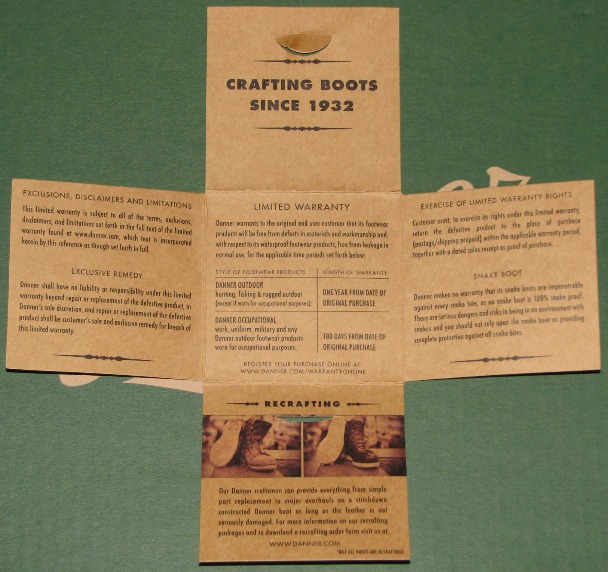 CRAFTING BOOTS
SINCE 1932
EXCLUSIONS, DISCLAIMERS AND LIMITATIONS
This limited warranty is subject to all of the terms, exclusions,
disclaimers, and limitations set forth in the full text of the limited
warranty found at www.danner.com, which text is incorporated
herein by this reference as though set forth in full.
EXCLUSIVE REMEDY
Danner shall have no liability or responsibility under this limited
warranty beyond repair or replacement of the defective product, in
Danner's sole discretion, and repair or replacement of the defective
product shall be customer's sole and exclusive remedy for breach of
this limited warranty.
LIMITED WARRANTY
Danner warrants to the original end user customer that its footwear
products will be free from defects in materials and workmanship and,
with respect to its waterproof footwear products, free from leakage in
normal use, for the applicable time periods set forth below:
STYLE OF FOOTWEAR PRODUCTS
LENGTH OF WARRANTY
DANNER OUTDOOR
hunting, fishing & rugged outdoor
(except if worn for occupational purposes):
ONE YEAR FROM DATE OF
ORIGINAL PURCHASE
DANNER OCCUPATIONAL
work, uniform, military and any
Danner outdoor footwear products
worn for occupational purposes:
180 DAYS FROM DATE OF
ORIGINAL PURCHASE
REGISTER YOUR PURCHASE ONLINE AT
WWW.DANNER.COM/WARRANTYONLINE
EXERCISE OF LIMITED WARRANTY RIGHTS
Customer must, to exercise its rights under this limited warranty,
return the defective product to the place of purchase
(postage/shipping prepaid) within the applicable warranty period,
together with a dated sales receipt as proof of purchase.
SNAKE BOOT
Danner makes no warranty that its snake boots are impenetrable
against every snake bite, as no snake boot is 100% snake proof.
There are serious dangers and risks in being in an environment with
snakes and you should not rely upon the snake boot as providing
complete protection against all snake bites.
RECRAFTING
Our Danner craftsmen can provide everything from simple
part replacement to major overhauls on a stitchdown
constructed Danner boot as long as the leather is not
seriously damaged. For more information on our recrafting
packages and to download a recrafting order form visit us at:
WWW.DANNER.COM
*NOT ALL BOOTS ARE RECRAFTABLE